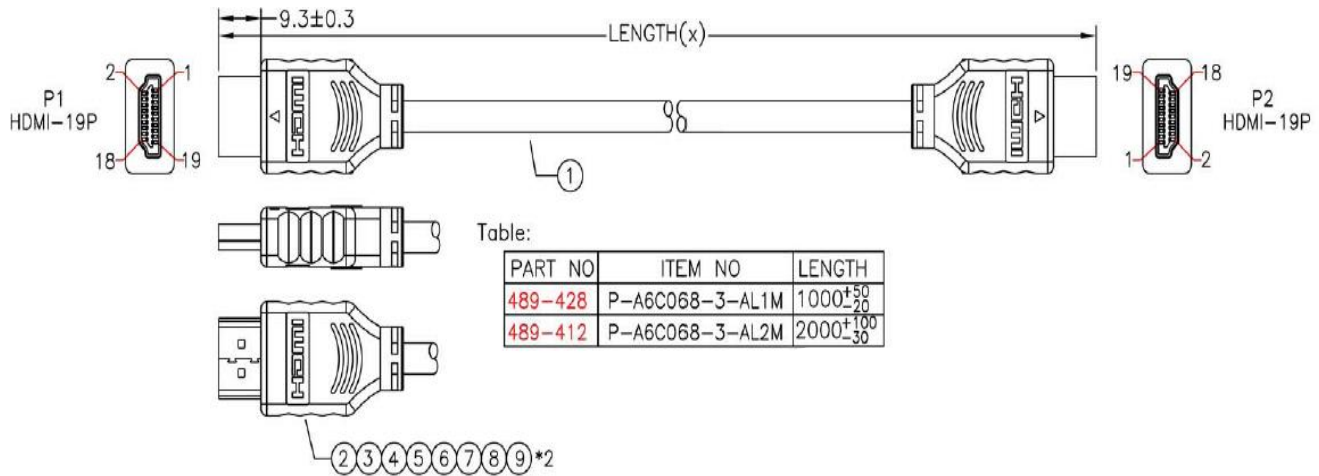 9.3±0.3
LENGTH(x)
2 1
P1
HDMI-19P
18 19
HDMI
HDMI
19 18
P2
HDMI-19P
1 2
1
Table:
PART NO ITEM NO LENGTH
489-428 P-A6C068-3-AL1M 1000+50-20
489-412 P-A6C068-3-AL2M 2000+100-30
HDMI
2 3 4 5 6 7 8 9 *2